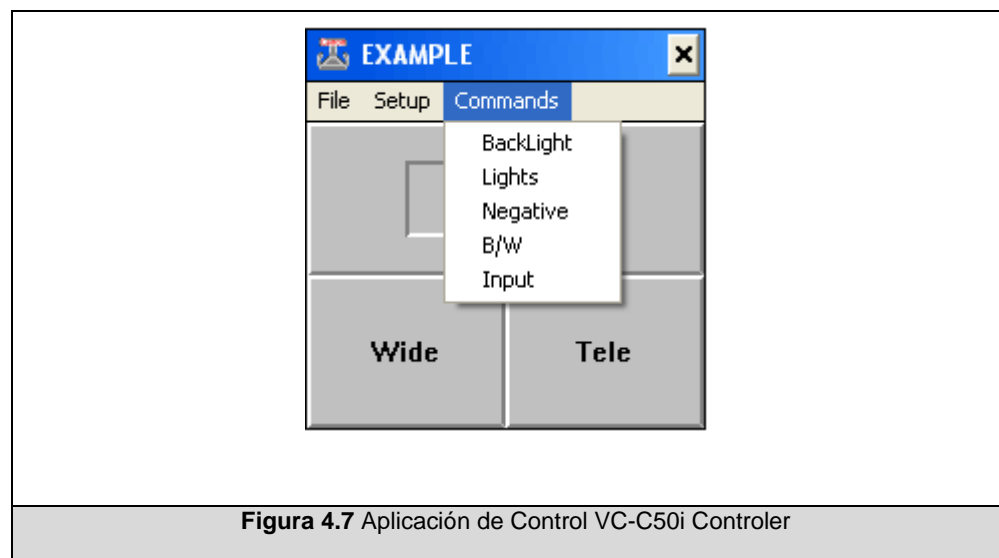 EXAMPLE
File Setup Commands
BackLight
Lights
Negative
B/W
Input
Wide Tele
Figura 4.7 Aplicación de Control VC-C50i Controler